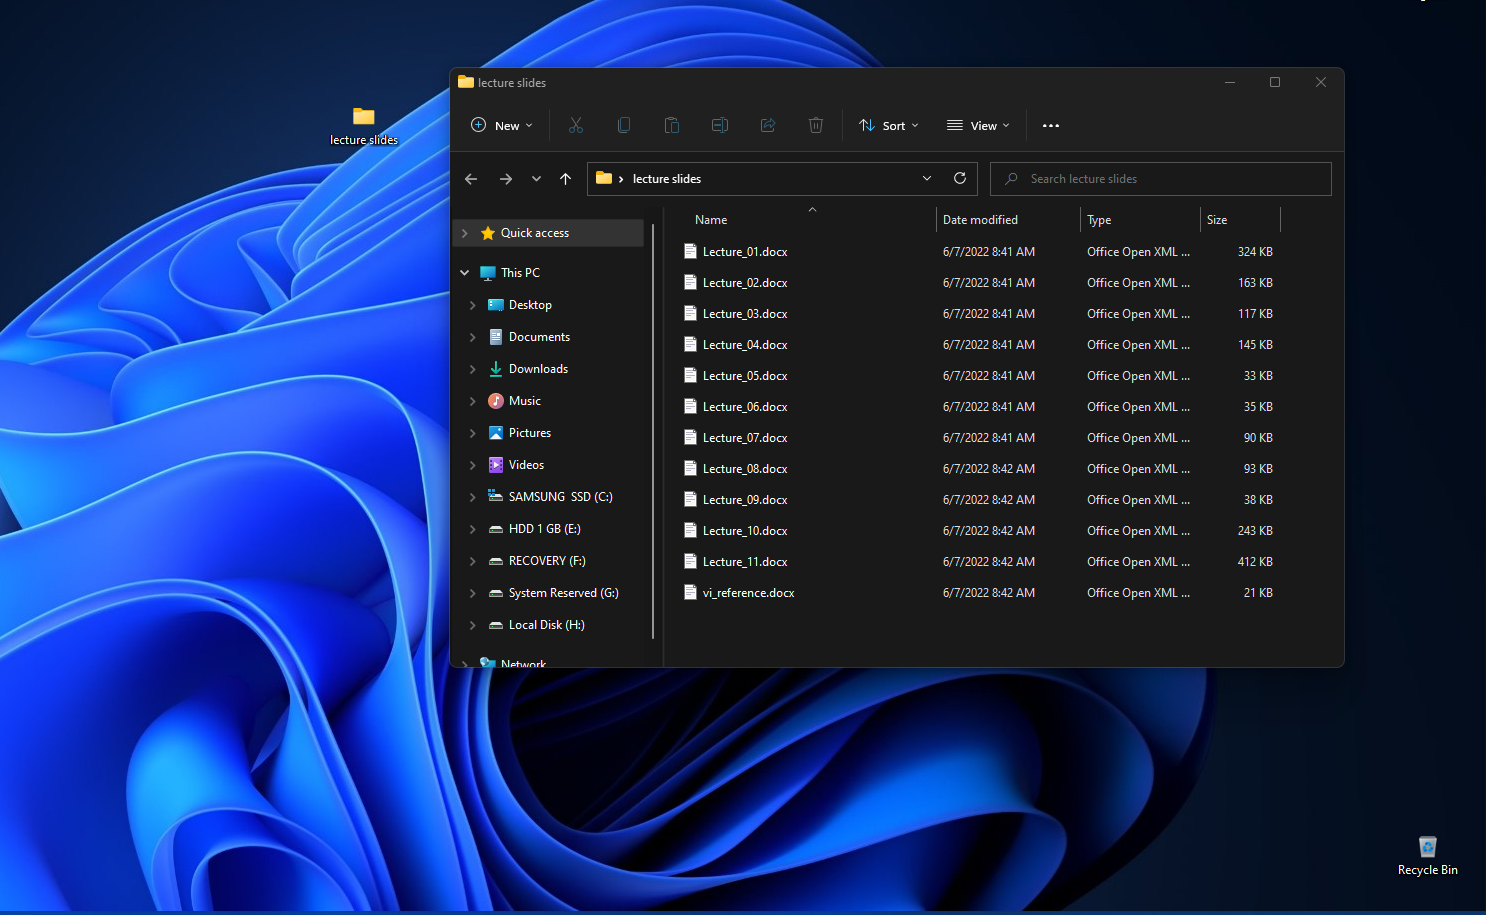 lecture slides
lecture slides
New
Sort
View
lecture slides
Search lecture slides
Quick access
This PC
Desktop
Documents
Downloads
Music
Pictures
Videos
SAMSUNG SSD (C:)
HDD 1 GB (E:)
RECOVERY (F:)
System Reserved (G:)
Local Disk (H:)
Network
Name Date modified Type Size
Lecture_01.docx 6/7/2022 8:41 AM Office Open XML ... 324 KB
Lecture_02.docx 6/7/2022 8:41 AM Office Open XML ... 163 KB
Lecture_03.docx 6/7/2022 8:41 AM Office Open XML ... 117 KB
Lecture_04.docx 6/7/2022 8:41 AM Office Open XML ... 145 KB
Lecture_05.docx 6/7/2022 8:41 AM Office Open XML ... 33 KB
Lecture_06.docx 6/7/2022 8:41 AM Office Open XML ... 35 KB
Lecture_07.docx 6/7/2022 8:41 AM Office Open XML ... 90 KB
Lecture_08.docx 6/7/2022 8:42 AM Office Open XML ... 93 KB
Lecture_09.docx 6/7/2022 8:42 AM Office Open XML ... 38 KB
Lecture_10.docx 6/7/2022 8:42 AM Office Open XML ... 243 KB
Lecture_11.docx 6/7/2022 8:42 AM Office Open XML ... 412 KB
vi_reference.docx 6/7/2022 8:42 AM Office Open XML ... 21 KB
Recycle Bin